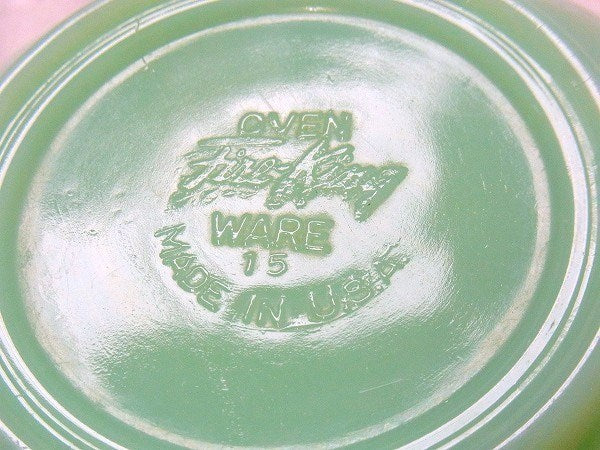 OVEN
Fire-King
WARE
15
MADE IN U.S.A.